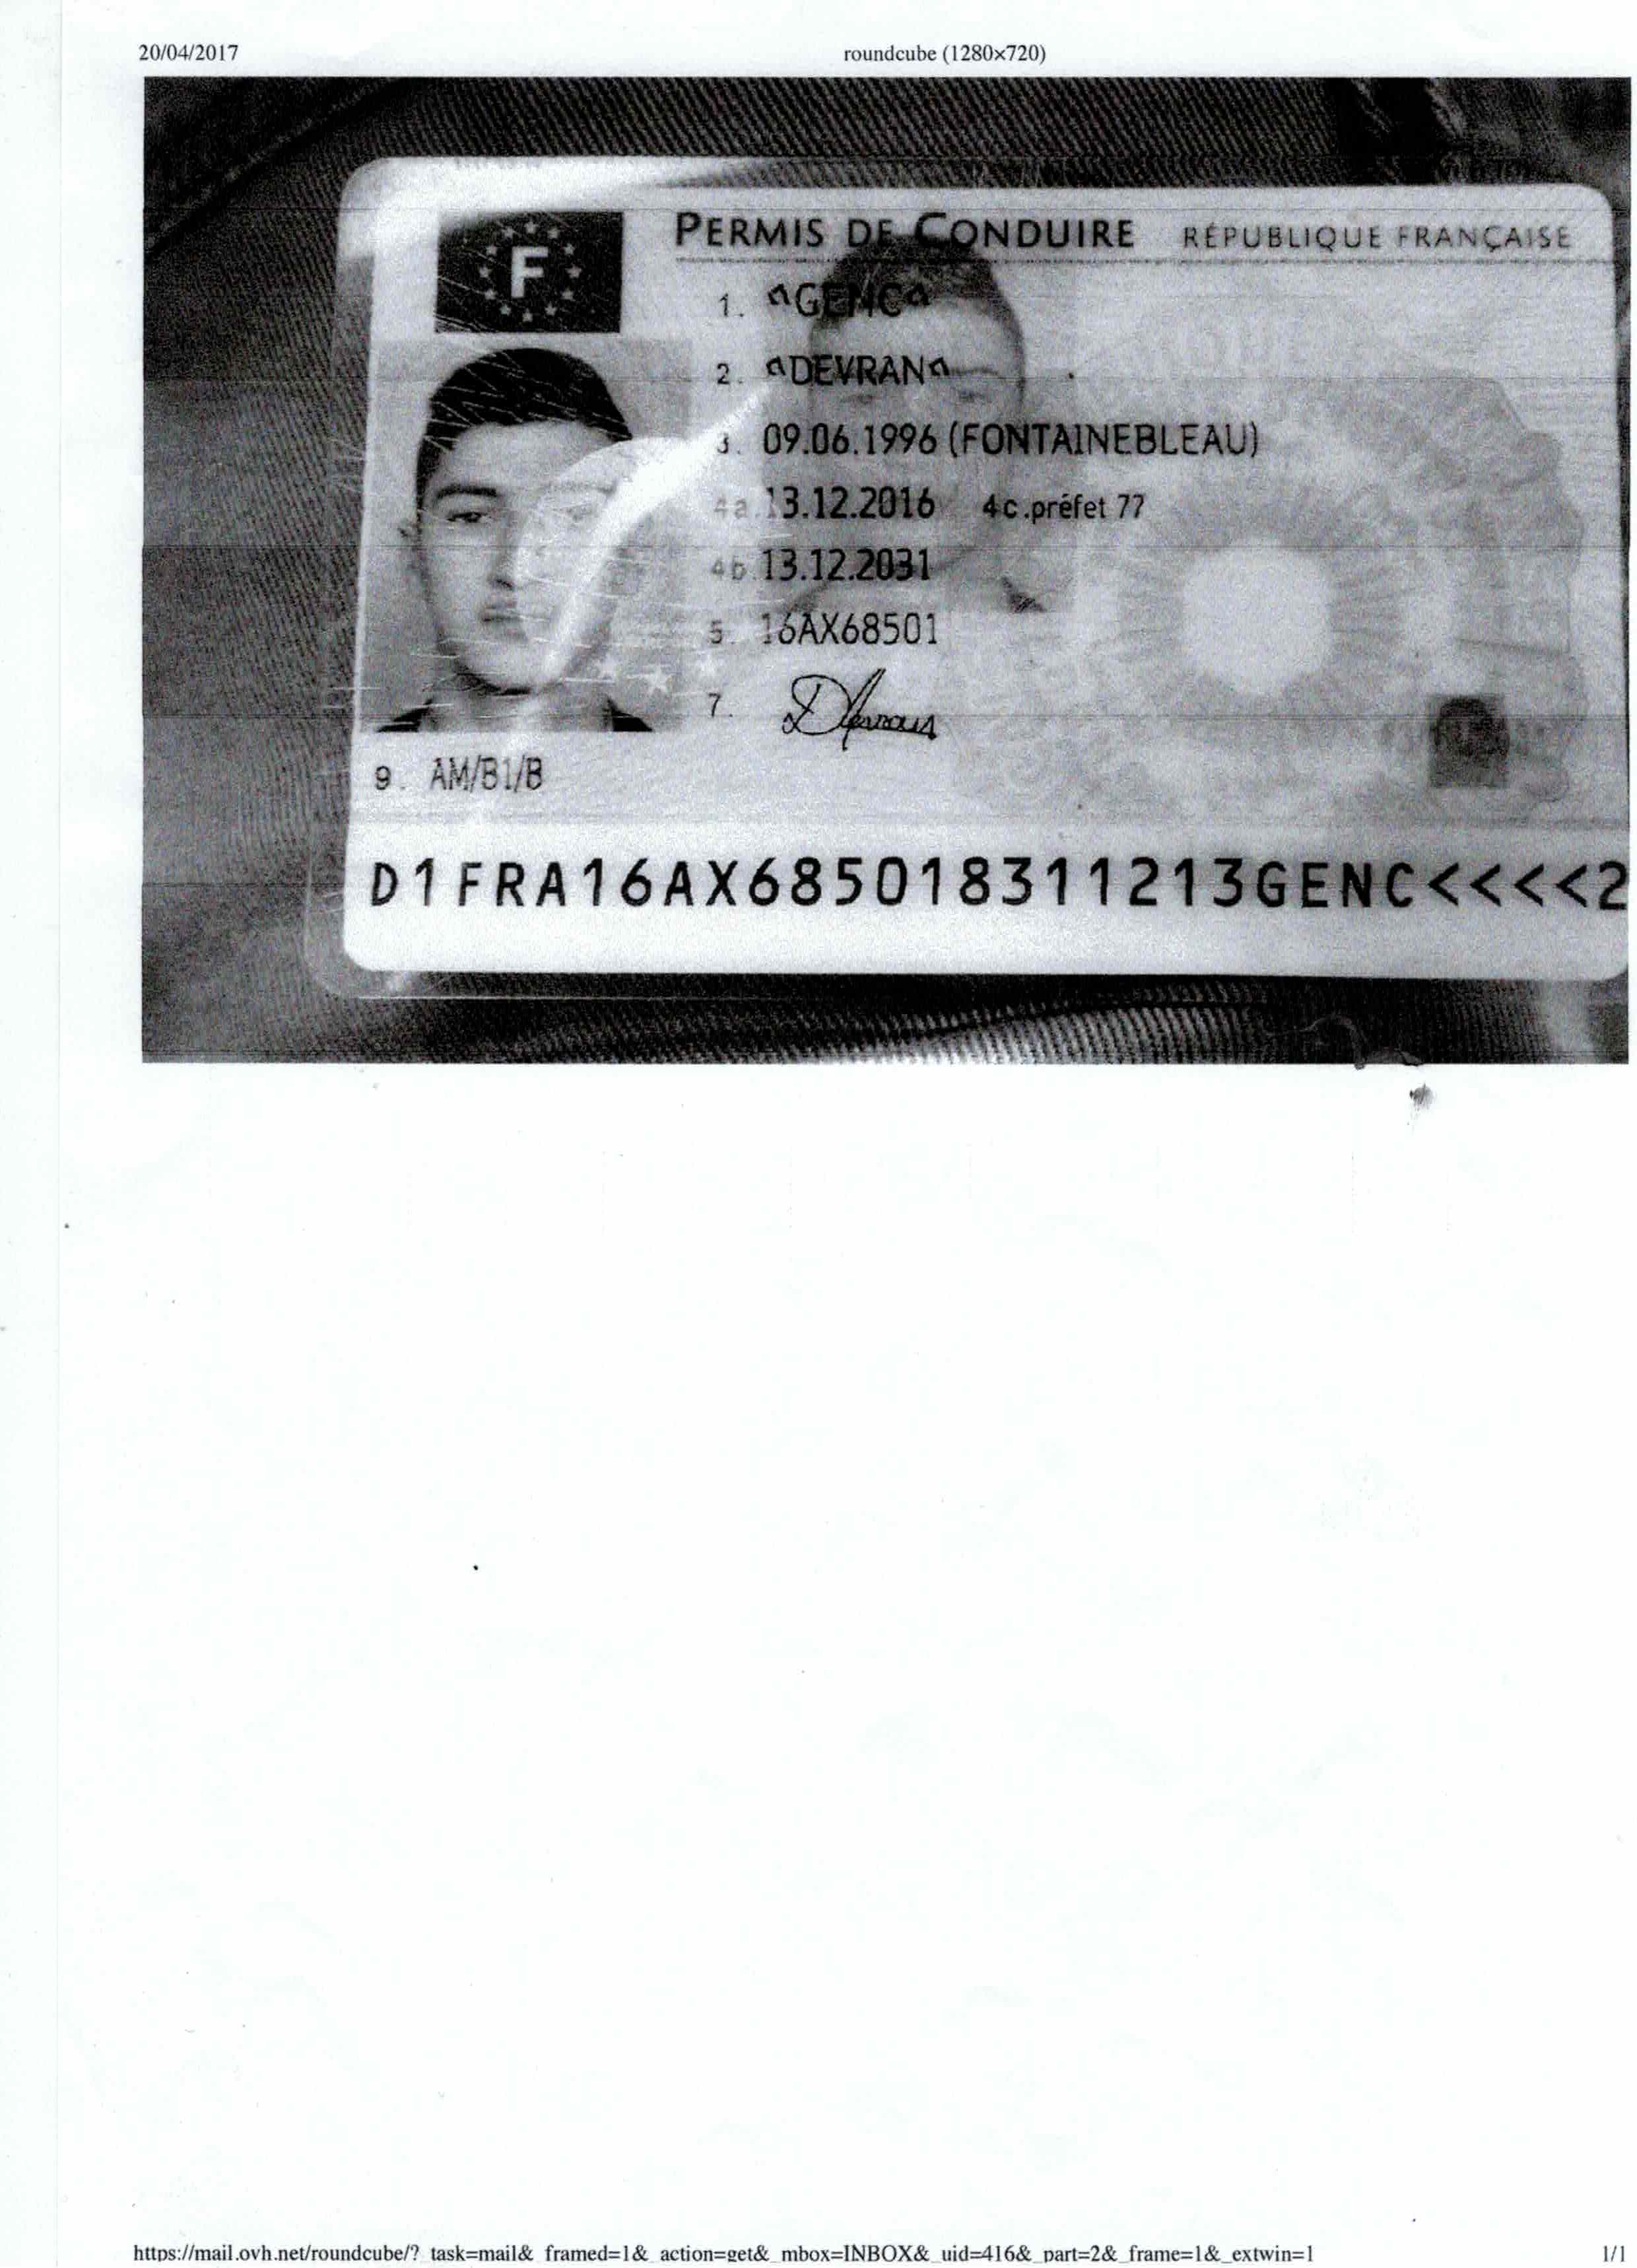 20/04/2017 roundcube (1280×720)
F
PERMIS DE CONDUIRE RÉPUBLIQUE FRANÇAISE
1. GENC
2. DEVRAN
3. 09.06.1996 (FONTAINEBLEAU)
4a. 13.12.2016 4c.préfet 77
4b. 13.12.2031
5. 16AX68501
7.
9. AM/B1/B
D1FRA16AX685018311213GENC<<<<2
https://mail.ovh.net/roundcube/?_task=mail&_framed=1&_action=get&_mbox=INBOX&_uid=416&_part=2&_frame=1&_extwin=1 1/1